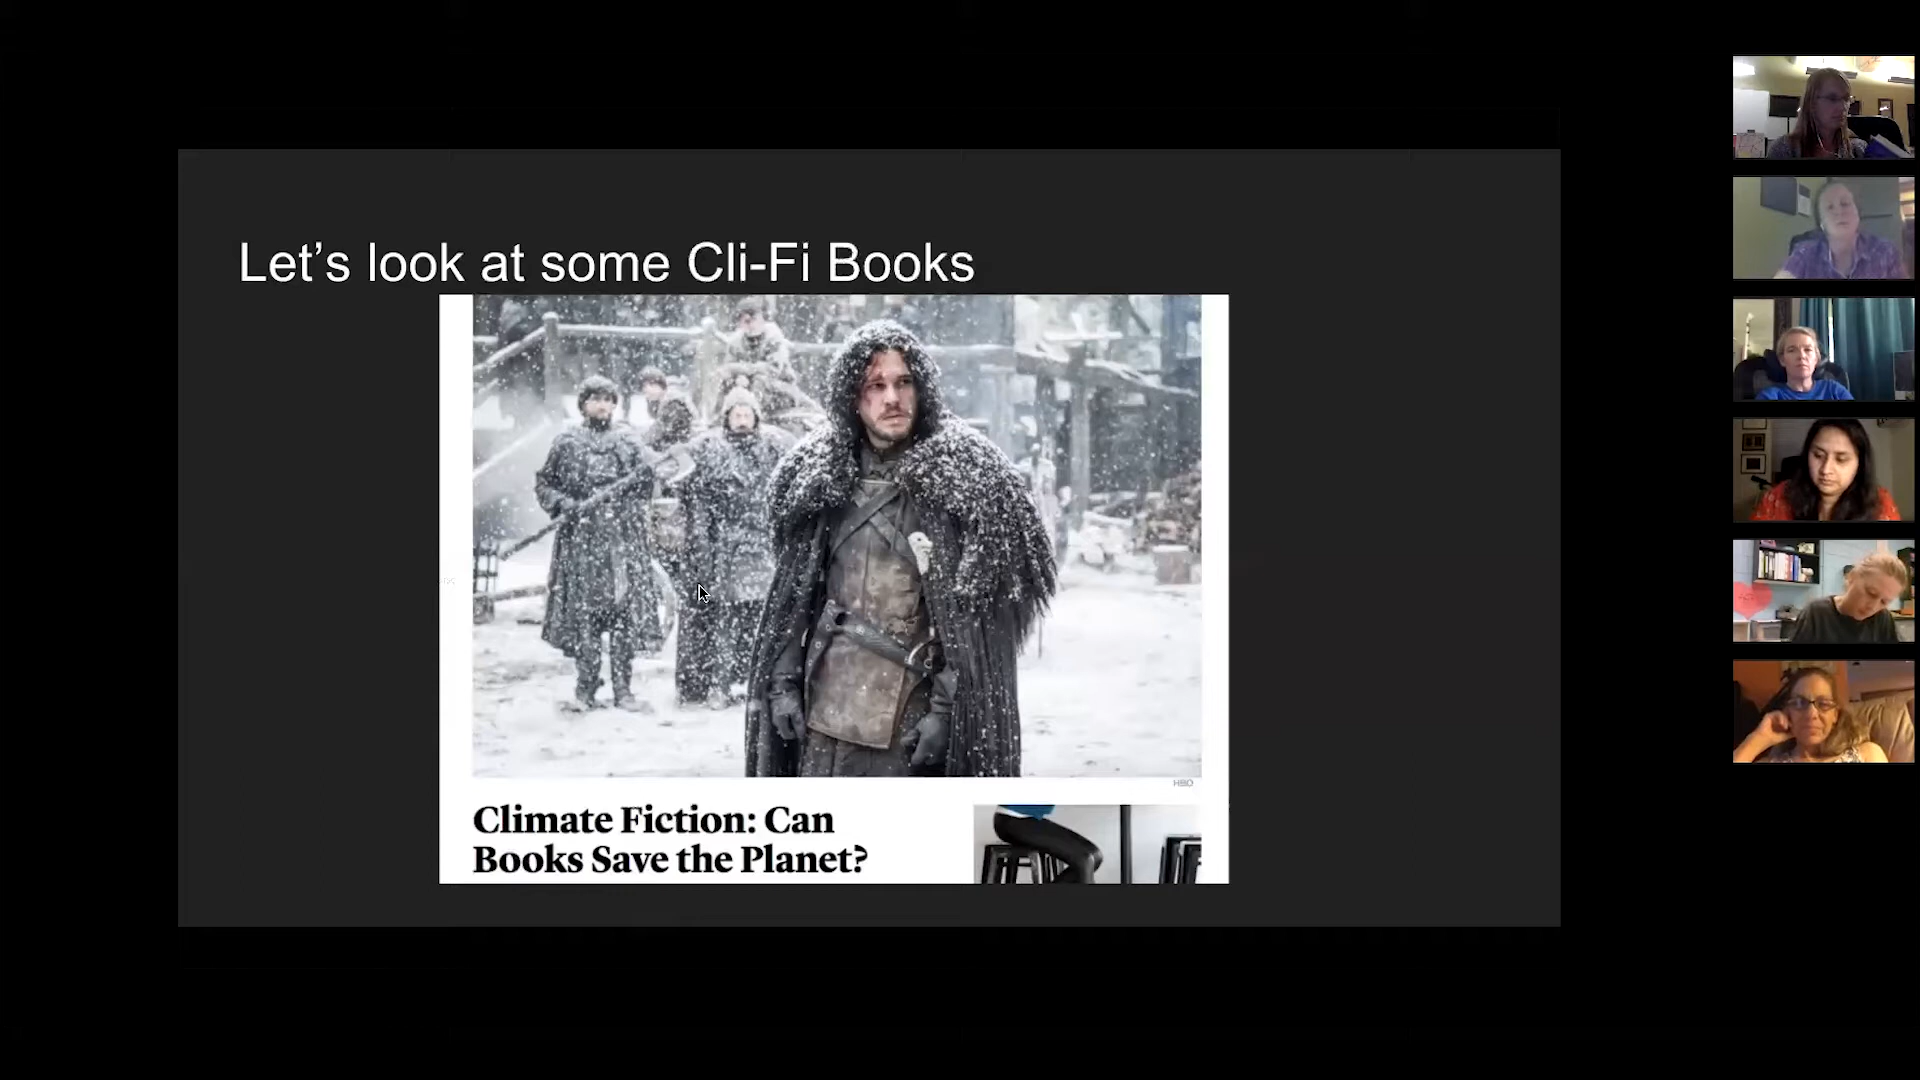 Let’s look at some Cli-Fi Books
HBO
Climate Fiction: Can
Books Save the Planet?